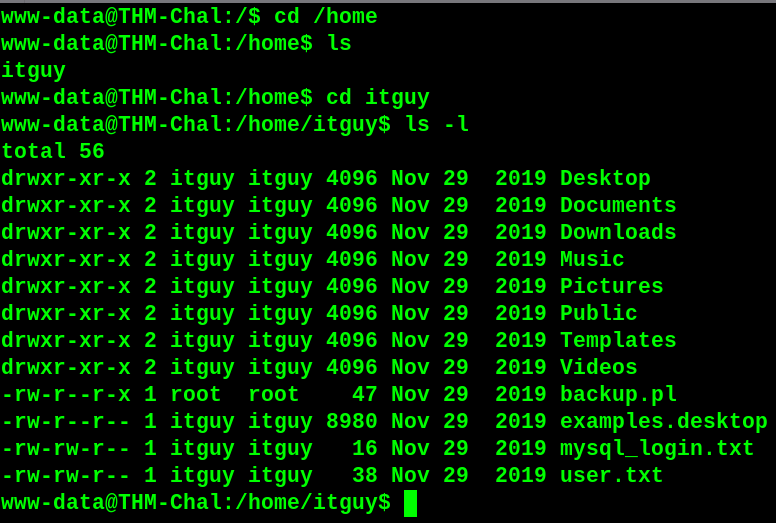 www-data@THM-Chal:/$ cd /home
www-data@THM-Chal:/home$ ls
itguy
www-data@THM-Chal:/home$ cd itguy
www-data@THM-Chal:/home/itguy$ ls -l
total 56
drwxr-xr-x 2 itguy itguy 4096 Nov 29  2019 Desktop
drwxr-xr-x 2 itguy itguy 4096 Nov 29  2019 Documents
drwxr-xr-x 2 itguy itguy 4096 Nov 29  2019 Downloads
drwxr-xr-x 2 itguy itguy 4096 Nov 29  2019 Music
drwxr-xr-x 2 itguy itguy 4096 Nov 29  2019 Pictures
drwxr-xr-x 2 itguy itguy 4096 Nov 29  2019 Public
drwxr-xr-x 2 itguy itguy 4096 Nov 29  2019 Templates
drwxr-xr-x 2 itguy itguy 4096 Nov 29  2019 Videos
-rw-r--r-x 1 root  root    47 Nov 29  2019 backup.pl
-rw-r--r-- 1 itguy itguy 8980 Nov 29  2019 examples.desktop
-rw-rw-r-- 1 itguy itguy   16 Nov 29  2019 mysql_login.txt
-rw-rw-r-- 1 itguy itguy   38 Nov 29  2019 user.txt
www-data@THM-Chal:/home/itguy$